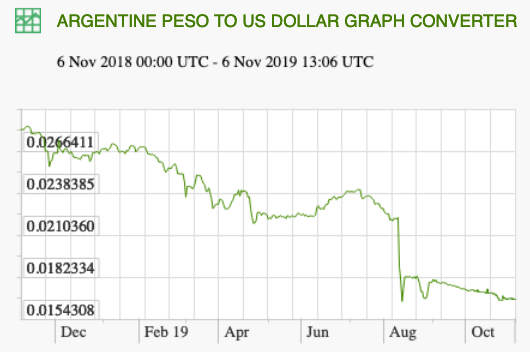 ARGENTINE PESO TO US DOLLAR GRAPH CONVERTER
6 Nov 2018 00:00 UTC - 6 Nov 2019 13:06 UTC
0.0266411
0.0238385
0.0210360
0.0182334
0.0154308
Dec Feb 19 Apr Jun Aug Oct